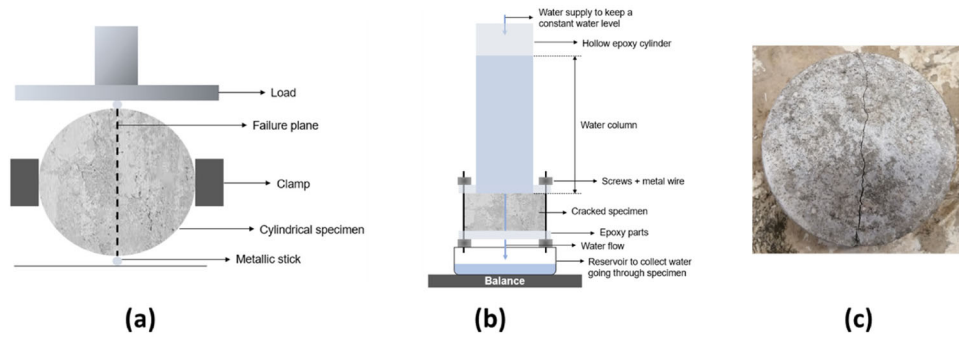 Load
Failure plane
Clamp
Cylindrical specimen
Metallic stick
(a)
Water supply to keep a
constant water level
Hollow epoxy cylinder
Water column
Screws + metal wire
Cracked specimen
Epoxy parts
Water flow
Reservoir to collect water
going through specimen
Balance
(b)
(c)